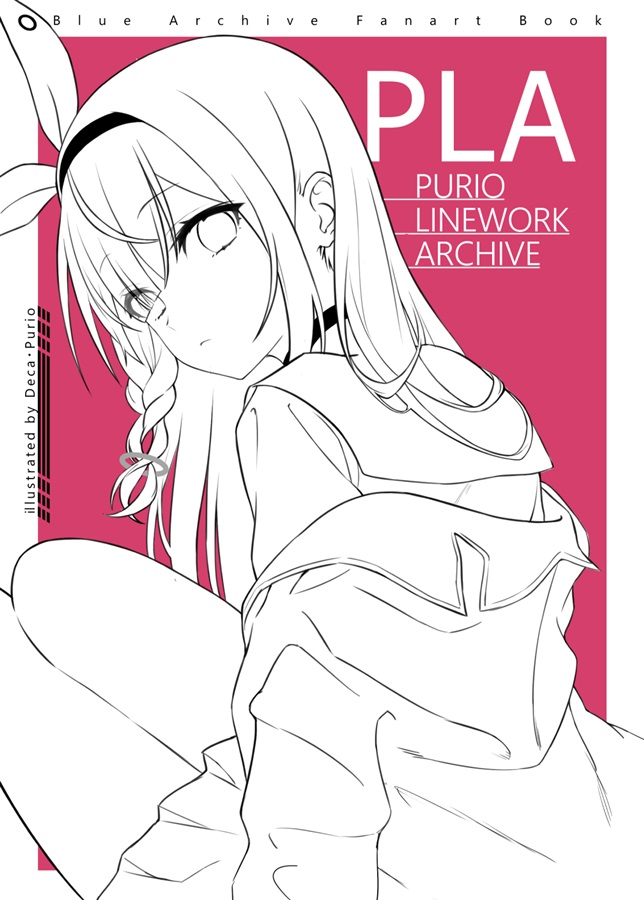 Blue Archive Fanart Book
PLA
PURIO
LINEWORK
ARCHIVE
illustrated by Deca・Purio